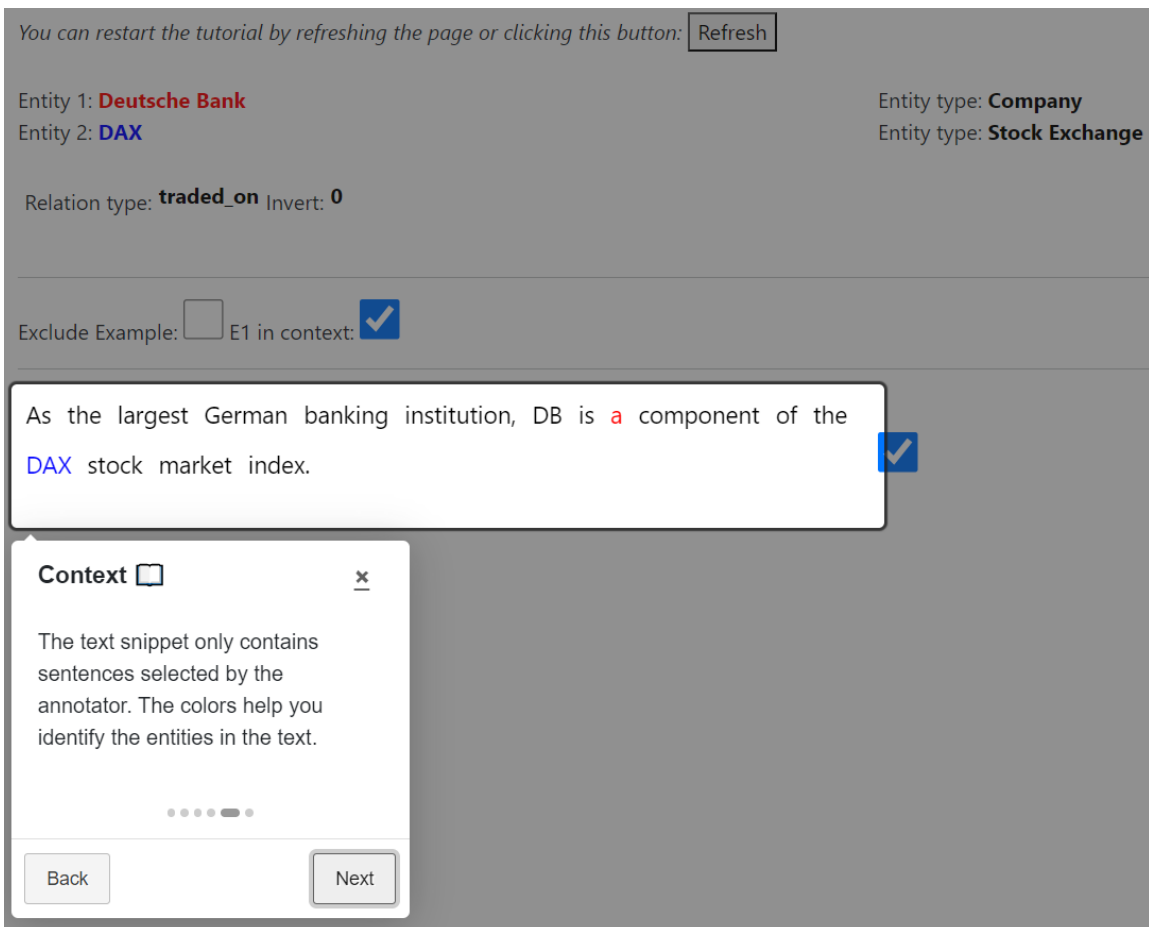 You can restart the tutorial by refreshing the page or clicking this button: Refresh
Entity 1: Deutsche Bank Entity type: Company
Entity 2: DAX Entity type: Stock Exchange
Relation type: traded_on Invert: 0
Exclude Example: E1 in context:
As the largest German banking institution, DB is a component of the
DAX stock market index.
Context
×
The text snippet only contains
sentences selected by the
annotator. The colors help you
identify the entities in the text.
Back Next